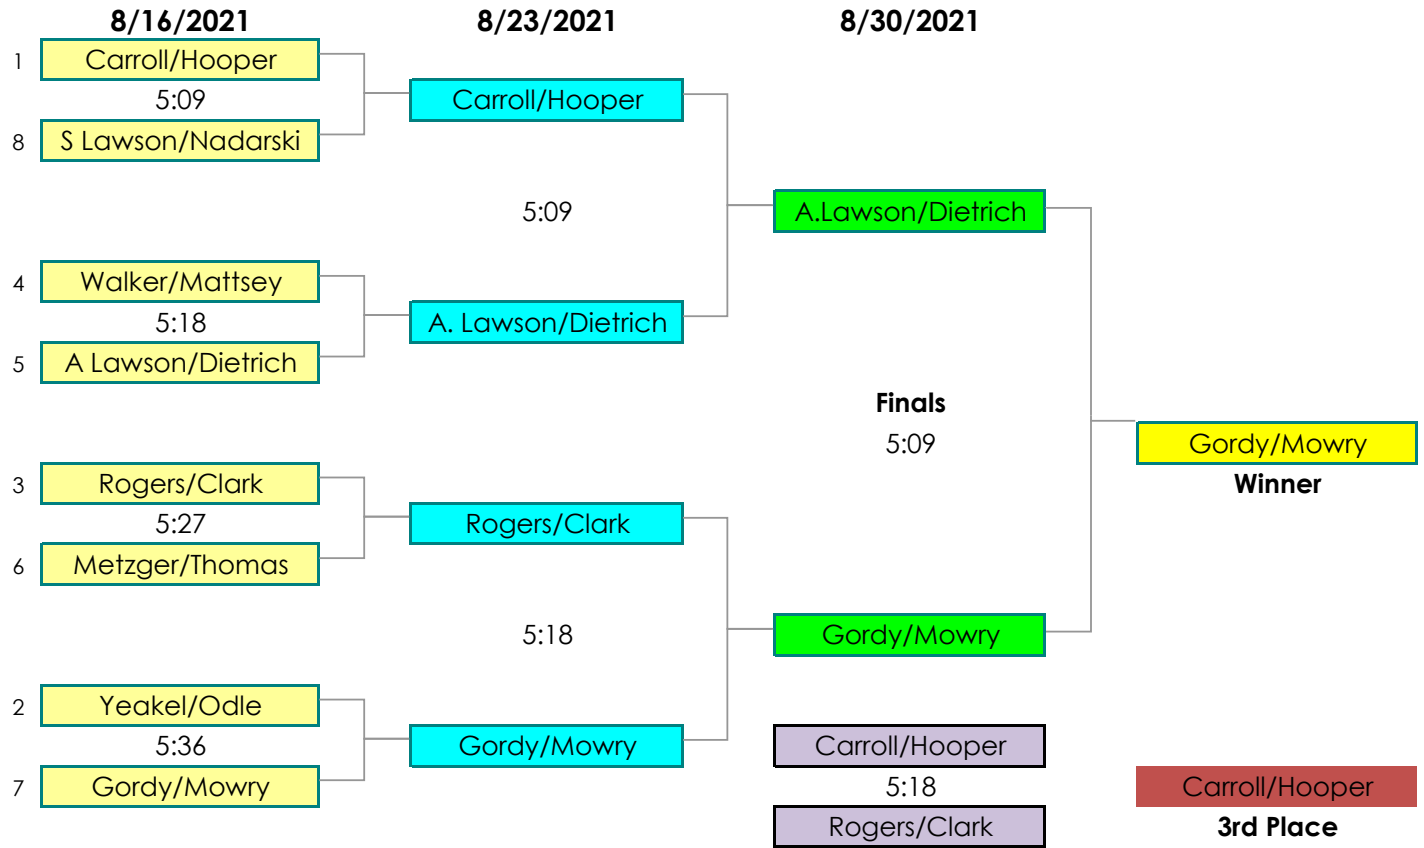 8/16/2021 8/23/2021 8/30/2021
1 Carroll/Hooper
5:09
8 S Lawson/Nadarski
Carroll/Hooper
5:09
A.Lawson/Dietrich
4 Walker/Mattsey
5:18
5 A Lawson/Dietrich
A. Lawson/Dietrich
Finals
5:09
Gordy/Mowry
Winner
3 Rogers/Clark
5:27
6 Metzger/Thomas
Rogers/Clark
5:18
Gordy/Mowry
2 Yeakel/Odle
5:36
7 Gordy/Mowry
Gordy/Mowry
Carroll/Hooper
5:18
Rogers/Clark
Carroll/Hooper
3rd Place